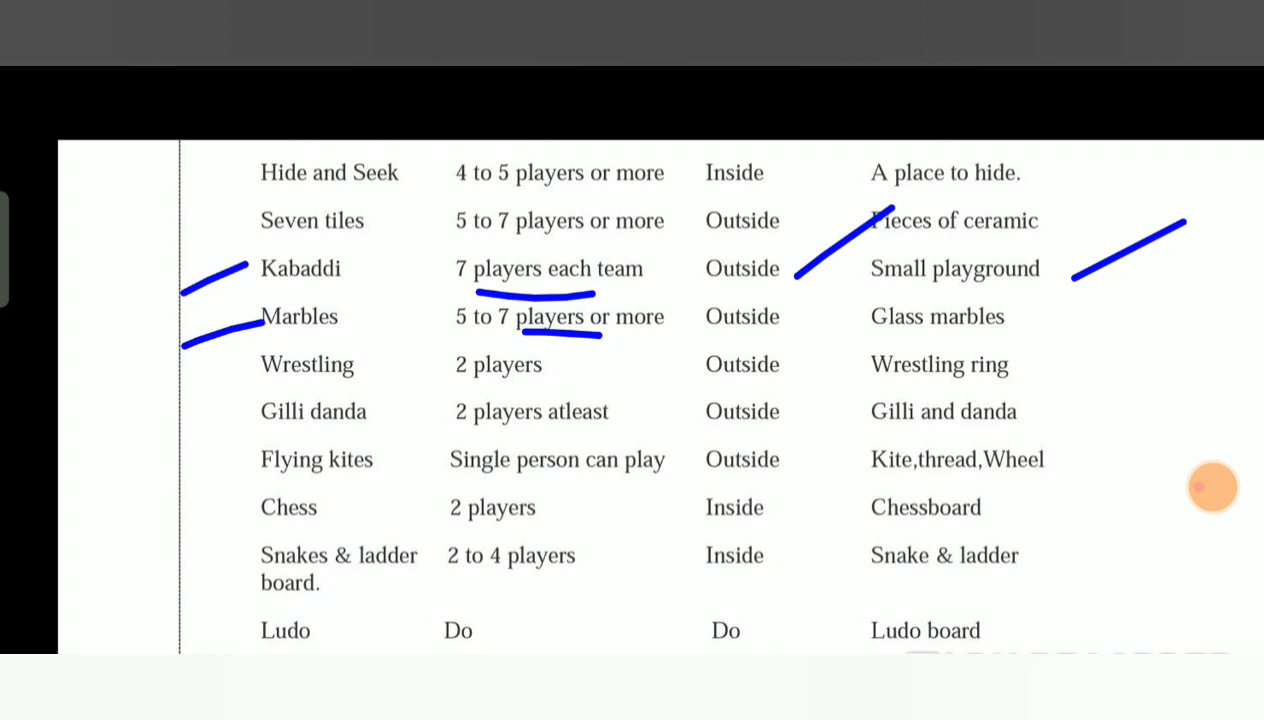 Hide and Seek 4 to 5 players or more Inside A place to hide.
Seven tiles 5 to 7 players or more Outside Pieces of ceramic
Kabaddi 7 players each team Outside Small playground
Marbles 5 to 7 players or more Outside Glass marbles
Wrestling 2 players Outside Wrestling ring
Gilli danda 2 players atleast Outside Gilli and danda
Flying kites Single person can play Outside Kite,thread,Wheel
Chess 2 players Inside Chessboard
Snakes & ladder 2 to 4 players Inside Snake & ladder
board.
Ludo Do Do Ludo board